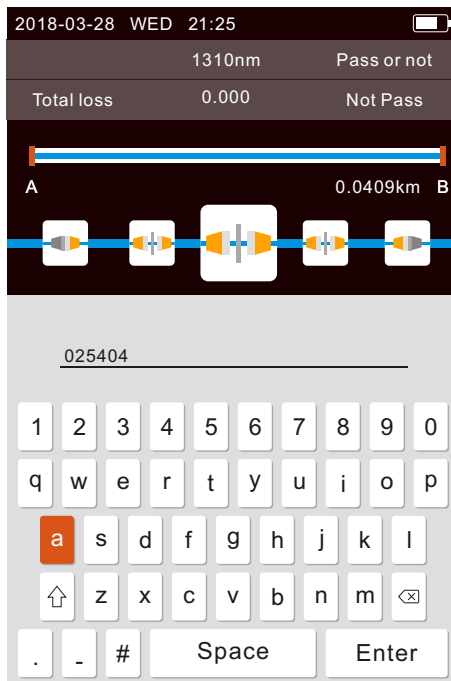 2018-03-28 WED 21:25
1310nm Pass or not
Total loss 0.000 Not Pass
A 0.0409km B
025404
1 2 3 4 5 6 7 8 9 0
q w e r t y u i o p
a s d f g h j k l
z x c v b n m
. - # Space Enter